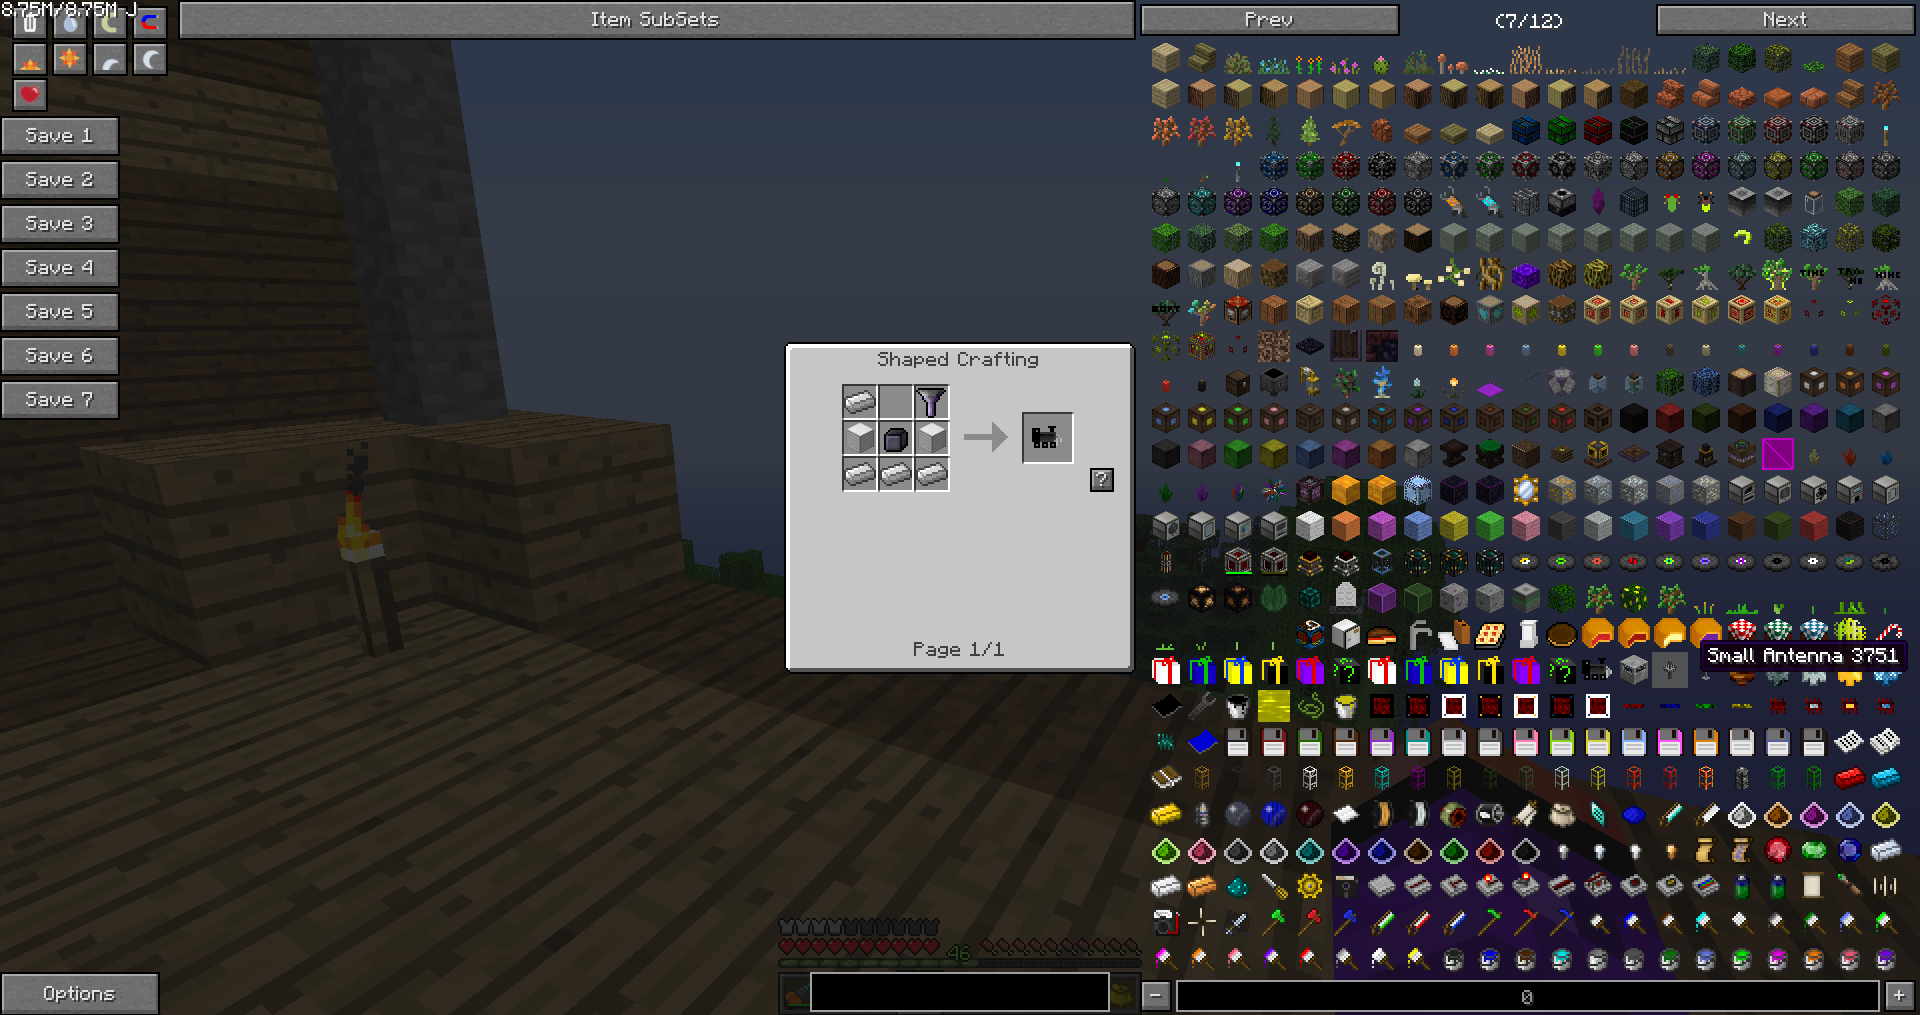 8.75M/8.75M J
Item SubSets
Prev
(7/12)
Next
Save 1
Save 2
Save 3
Save 4
Save 5
Save 6
Save 7
Shaped Crafting
?
Page 1/1
Small Antenna 3751
46
Options
-
0
+